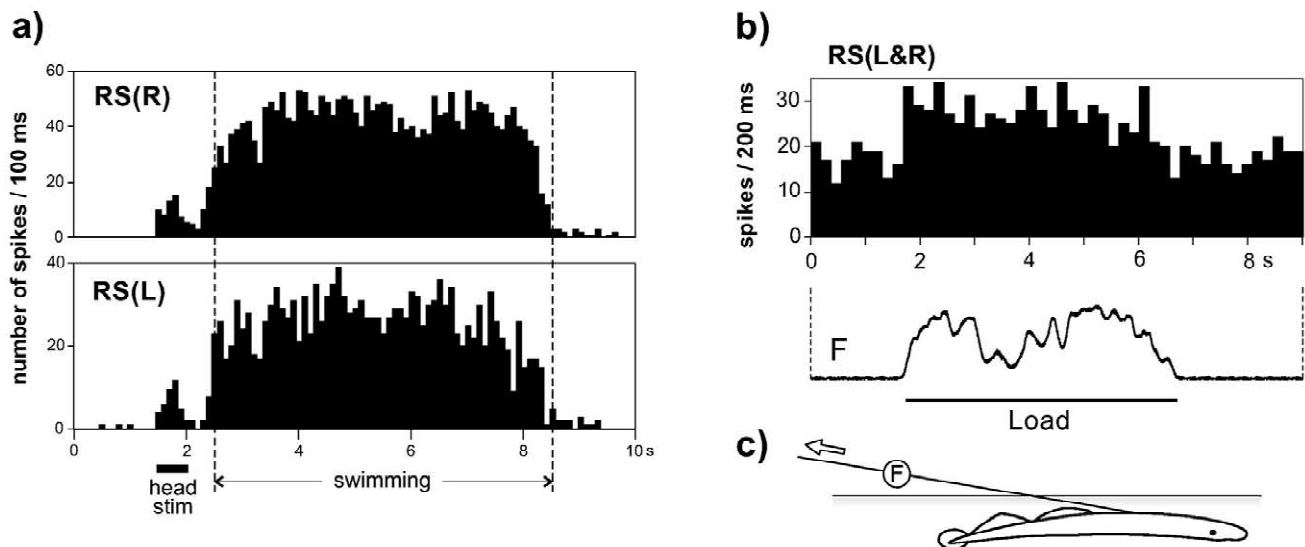 a)
number of spikes / 100 ms
60
40
20
0
RS(R)
40
20
0
RS(L)
0 2 4 6 8 10 s
head
stim
swimming
b)
RS(L&R)
spikes / 200 ms
30
20
10
0
0 2 4 6 8 s
F
Load
c)
F